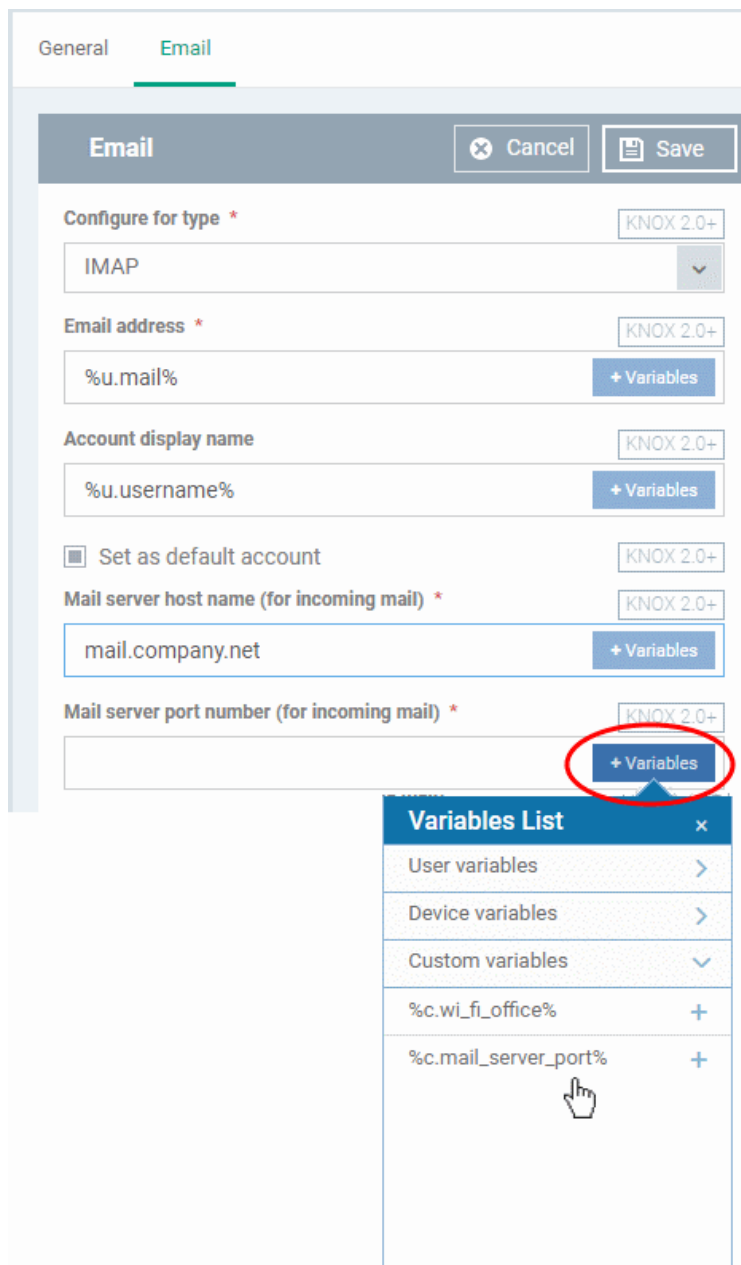 General Email
Email Cancel Save
Configure for type * KNOX 2.0+
IMAP
Email address * KNOX 2.0+
%u.mail% + Variables
Account display name KNOX 2.0+
%u.username% + Variables
Set as default account KNOX 2.0+
Mail server host name (for incoming mail) * KNOX 2.0+
mail.company.net + Variables
Mail server port number (for incoming mail) * KNOX 2.0+
+ Variables
Variables List ×
User variables
Device variables
Custom variables
%c.wi_fi_office% +
%c.mail_server_port% +